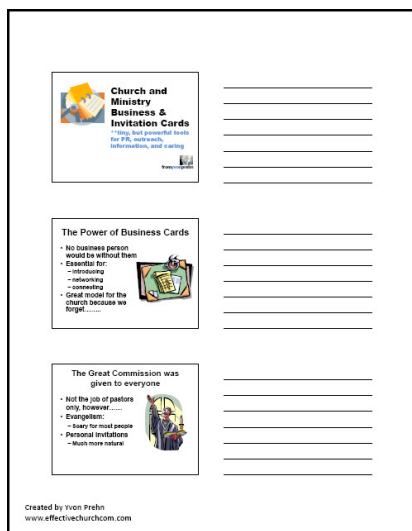 Church and
Ministry
Business &
Invitation Cards
**tiny, but powerful tools
for PR, outreach,
information, and caring
fromyvonprehn
The Power of Business Cards
• No business person
would be without them
• Essential for:
– introducing
– networking
– connecting
• Great model for the
church because we
forget........
The Great Commission was
given to everyone
• Not the job of pastors
only, however……
• Evangelism:
– Scary for most people
• Personal invitations
– Much more natural
Created by Yvon Prehn
www.effectivechurchcom.com